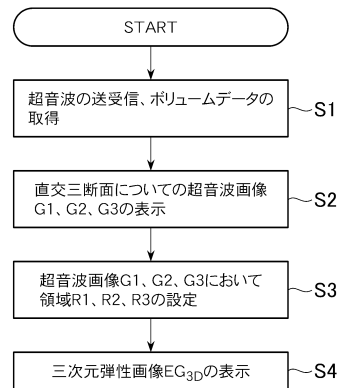 START
超音波の送受信、ボリュームデータの
取得
S1
直交三断面についての超音波画像
G1、G2、G3の表示
S2
超音波画像G1、G2、G3において
領域R1、R2、R3の設定
S3
三次元弾性画像EG3Dの表示
S4